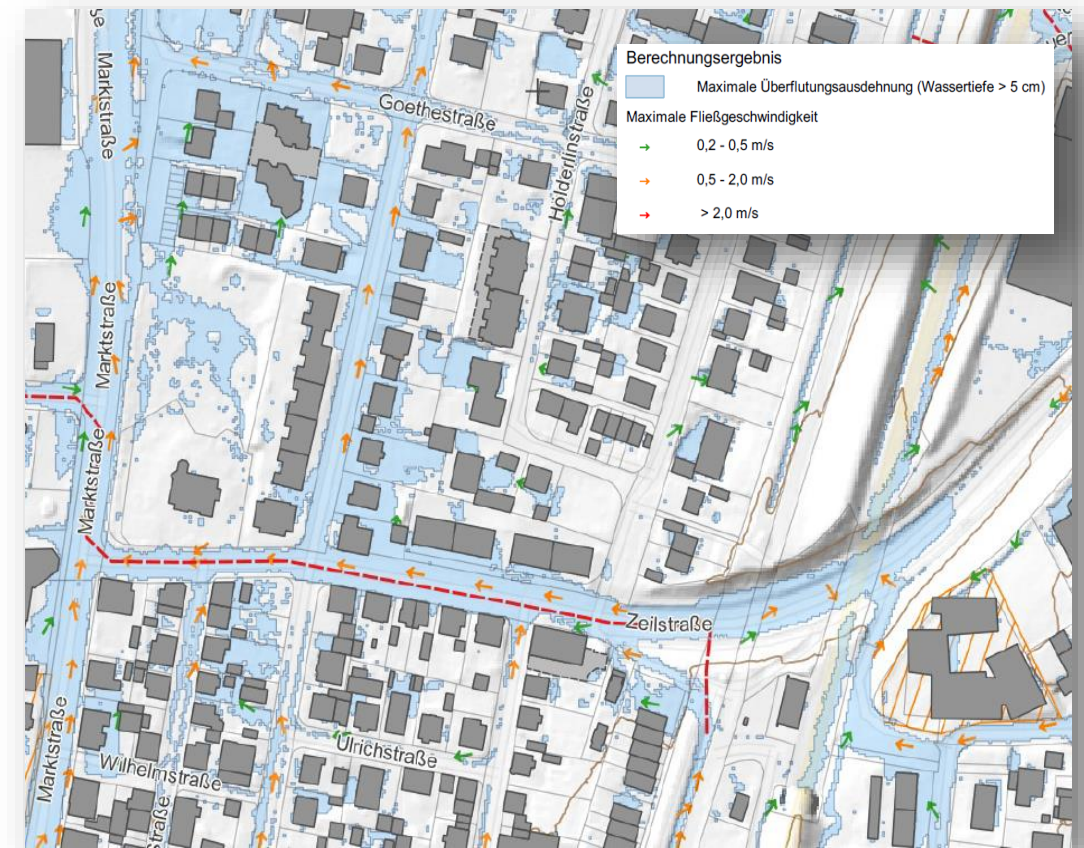 Berechnungsergebnis
Maximale Überflutungsausdehnung (Wassertiefe > 5 cm)
Maximale Fließgeschwindigkeit
0,2 - 0,5 m/s
0,5 - 2,0 m/s
> 2,0 m/s
Marktstraße
Goethestraße
Hölderlinstraße
Marktstraße
Marktstraße
Zeilstraße
Marktstraße
Ulrichstraße
Wilhelmstraße